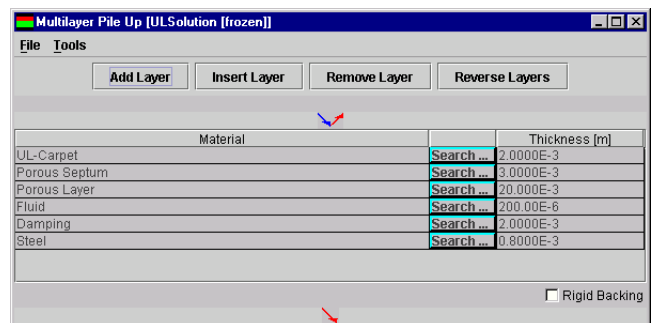 Multilayer Pile Up [ULSolution [frozen]]
File Tools
Add Layer Insert Layer Remove Layer Reverse Layers
Material Thickness [m]
UL-Carpet Search ... 2.0000E-3
Porous Septum Search ... 3.0000E-3
Porous Layer Search ... 20.000E-3
Fluid Search ... 200.00E-6
Damping Search ... 2.0000E-3
Steel Search ... 0.8000E-3
Rigid Backing